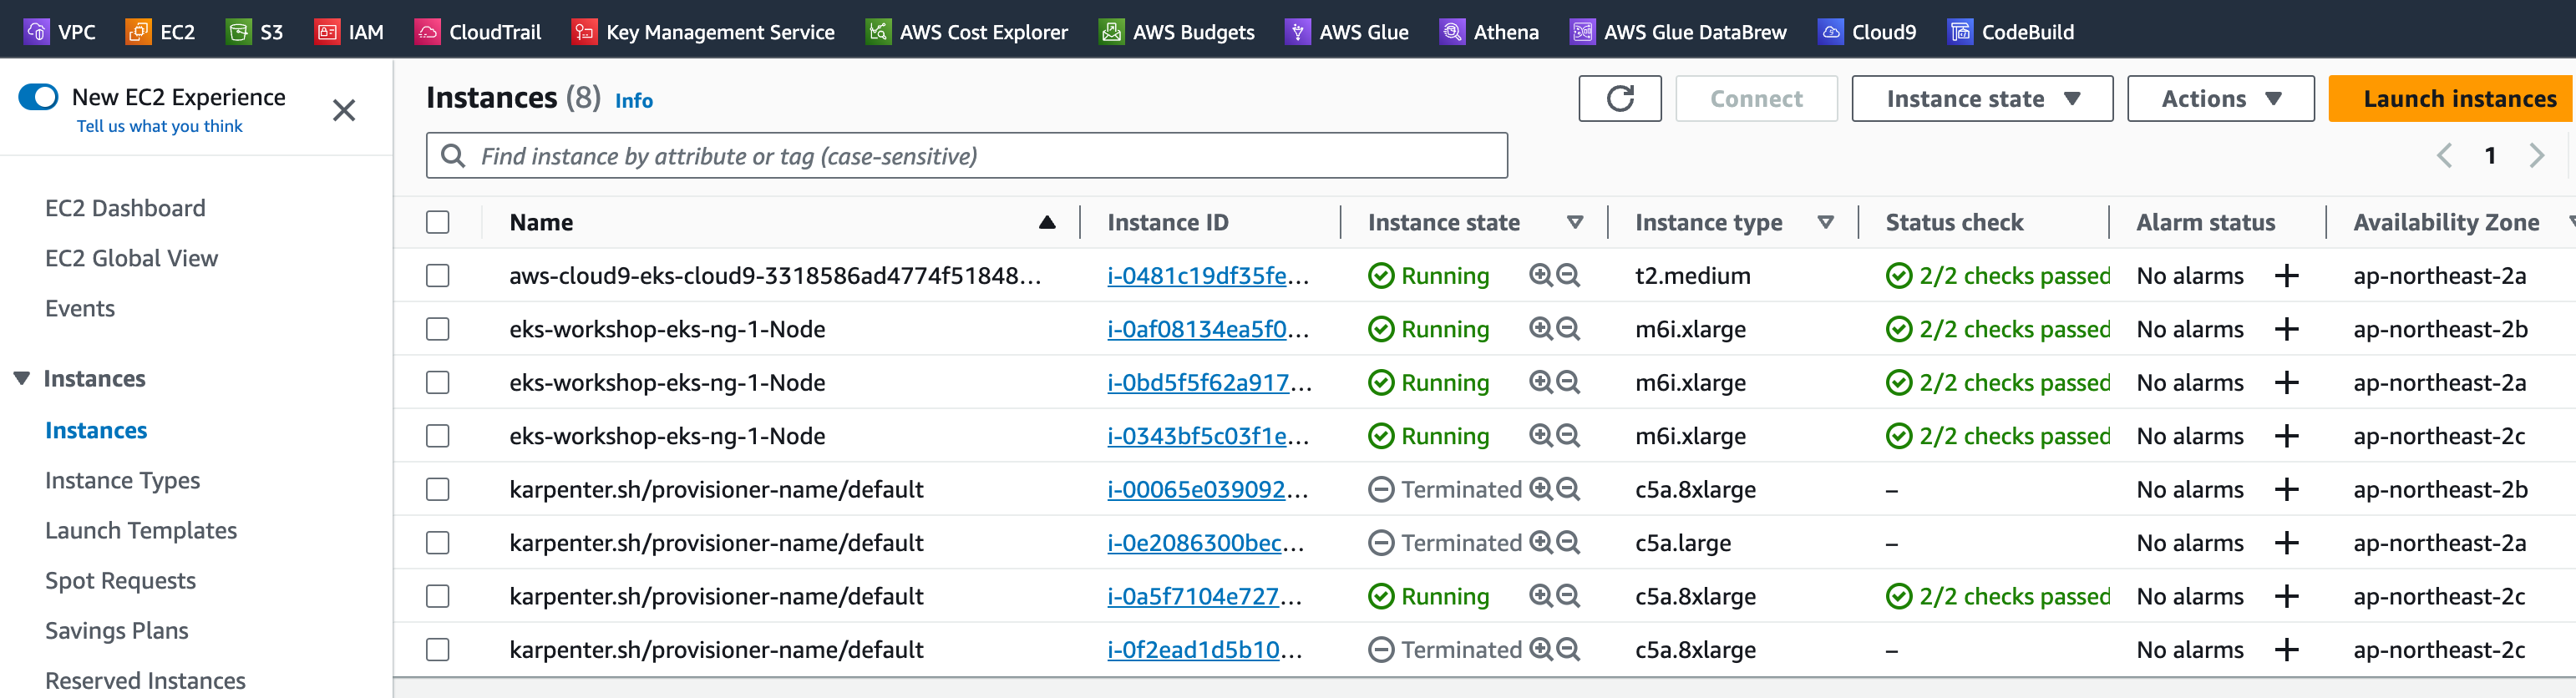 VPC EC2 S3 IAM CloudTrail Key Management Service AWS Cost Explorer AWS Budgets AWS Glue Athena AWS Glue DataBrew Cloud9 CodeBuild
New EC2 Experience
Tell us what you think
EC2 Dashboard
EC2 Global View
Events
Instances
Instances
Instance Types
Launch Templates
Spot Requests
Savings Plans
Reserved Instances
Instances (8) Info
Connect Instance state Actions Launch instances
Find instance by attribute or tag (case-sensitive)
1
Name Instance ID Instance state Instance type Status check Alarm status Availability Zone
aws-cloud9-eks-cloud9-3318586ad4774f51848... i-0481c19df35fe... Running t2.medium 2/2 checks passed No alarms + ap-northeast-2a
eks-workshop-eks-ng-1-Node i-0af08134ea5f0... Running m6i.xlarge 2/2 checks passed No alarms + ap-northeast-2b
eks-workshop-eks-ng-1-Node i-0bd5f5f62a917... Running m6i.xlarge 2/2 checks passed No alarms + ap-northeast-2a
eks-workshop-eks-ng-1-Node i-0343bf5c03f1e... Running m6i.xlarge 2/2 checks passed No alarms + ap-northeast-2c
karpenter.sh/provisioner-name/default i-00065e039092... Terminated c5a.8xlarge – No alarms + ap-northeast-2b
karpenter.sh/provisioner-name/default i-0e2086300bec... Terminated c5a.large – No alarms + ap-northeast-2a
karpenter.sh/provisioner-name/default i-0a5f7104e727... Running c5a.8xlarge 2/2 checks passed No alarms + ap-northeast-2c
karpenter.sh/provisioner-name/default i-0f2ead1d5b10... Terminated c5a.8xlarge – No alarms + ap-northeast-2c